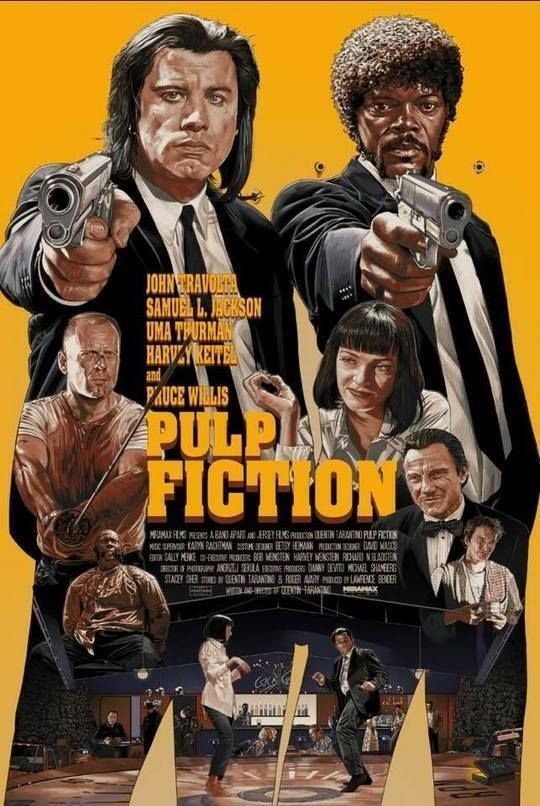 JOHN TRAVOLTA
SAMUEL L. JACKSON
UMA THURMAN
HARVEY KEITEL
and
BRUCE WILLIS
PULP
FICTION
MIRAMAX FILMS PRESENTS A BAND APART AND JERSEY FILMS PRODUCTION QUENTIN TARANTINO PULP FICTION
MUSIC SUPERVISOR KARYN RACHTMAN COSTUME DESIGNER BETSY HEIMANN PRODUCTION DESIGNER DAVID WASCO
EDITOR SALLY MENKE CO-EXECUTIVE PRODUCERS BOB WEINSTEIN HARVEY WEINSTEIN RICHARD N. GLADSTEIN
DIRECTOR OF PHOTOGRAPHY ANDRZEJ SEKULA EXECUTIVE PRODUCERS DANNY DEVITO MICHAEL SHAMBERG
STACEY SHER STORIES BY QUENTIN TARANTINO & ROGER AVARY PRODUCED BY LAWRENCE BENDER
WRITTEN AND DIRECTED BY QUENTIN TARANTINO MIRAMAX